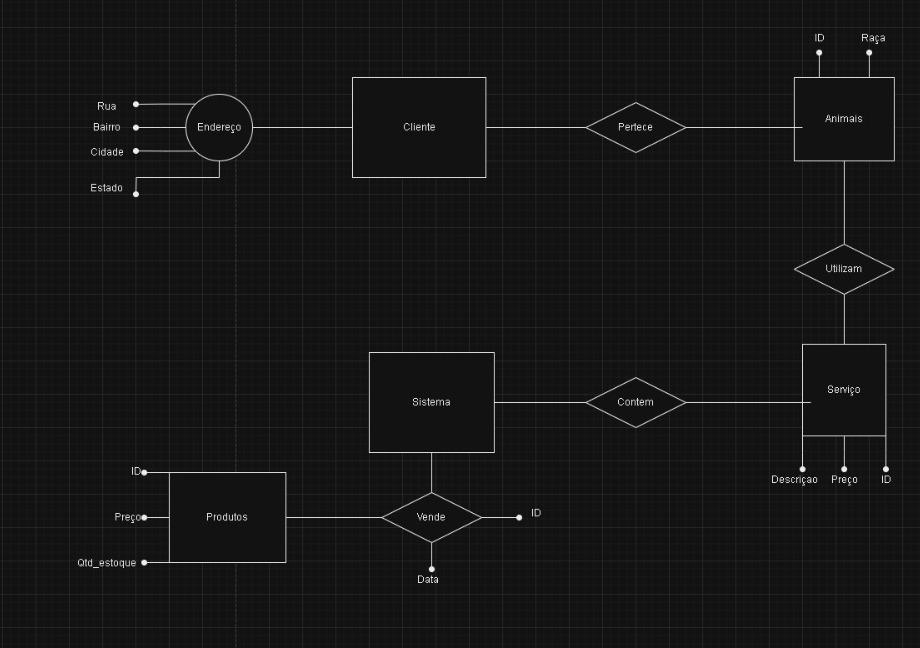 ID
Raça
Rua
Bairro
Cidade
Estado
Endereço
Cliente
Pertece
Animais
Utilizam
Sistema
Contem
Serviço
Descriçao
Preço
ID
ID
Preço
Qtd_estoque
Produtos
Vende
ID
Data